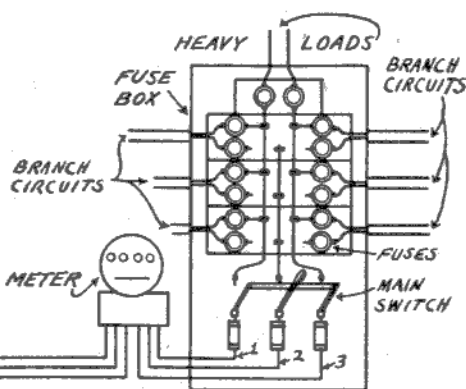 HEAVY LOADS
FUSE BOX
BRANCH CIRCUITS
BRANCH CIRCUITS
FUSES
METER
MAIN SWITCH
1 2 3